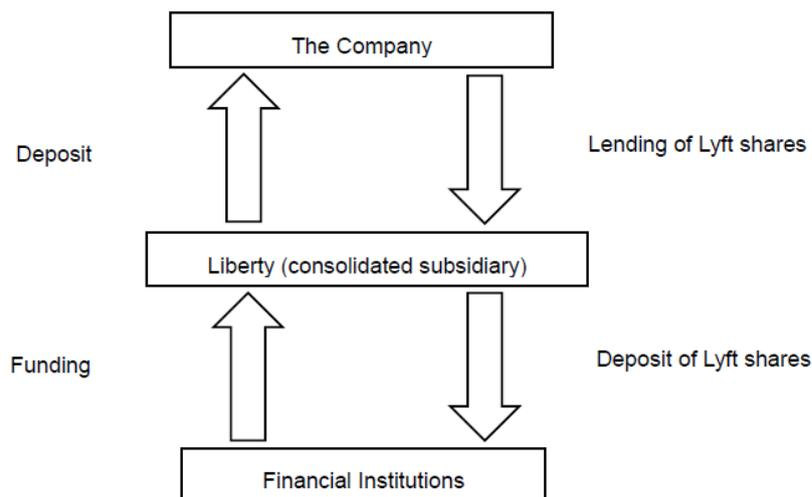 The Company
Deposit
Lending of Lyft shares
Liberty (consolidated subsidiary)
Funding
Deposit of Lyft shares
Financial Institutions